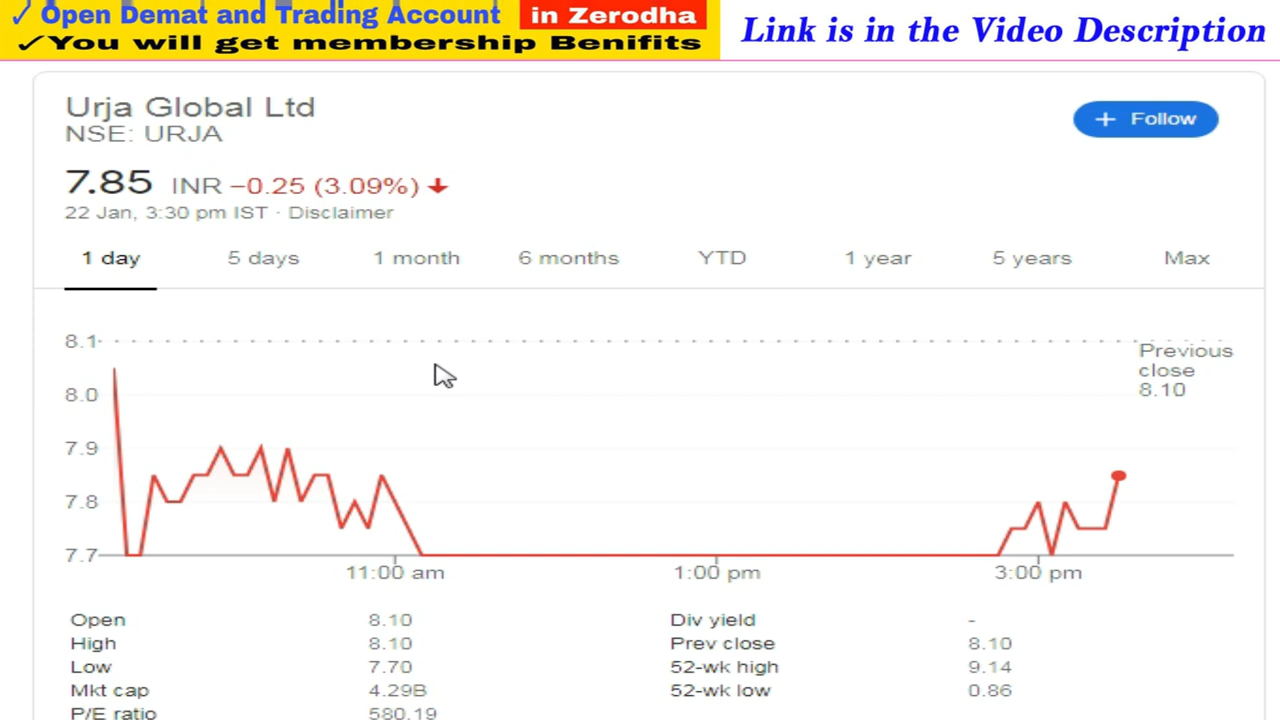 ✓ Open Demat and Trading Account in Zerodha
✓You will get membership Benifits
Link is in the Video Description
Urja Global Ltd
NSE: URJA
+ Follow
7.85 INR −0.25 (3.09%) ↓
22 Jan, 3:30 pm IST · Disclaimer
1 day 5 days 1 month 6 months YTD 1 year 5 years Max
8.1
Previous
close
8.10
8.0
7.9
7.8
7.7
11:00 am 1:00 pm 3:00 pm
Open 8.10 Div yield -
High 8.10 Prev close 8.10
Low 7.70 52-wk high 9.14
Mkt cap 4.29B 52-wk low 0.86
P/E ratio 580.19